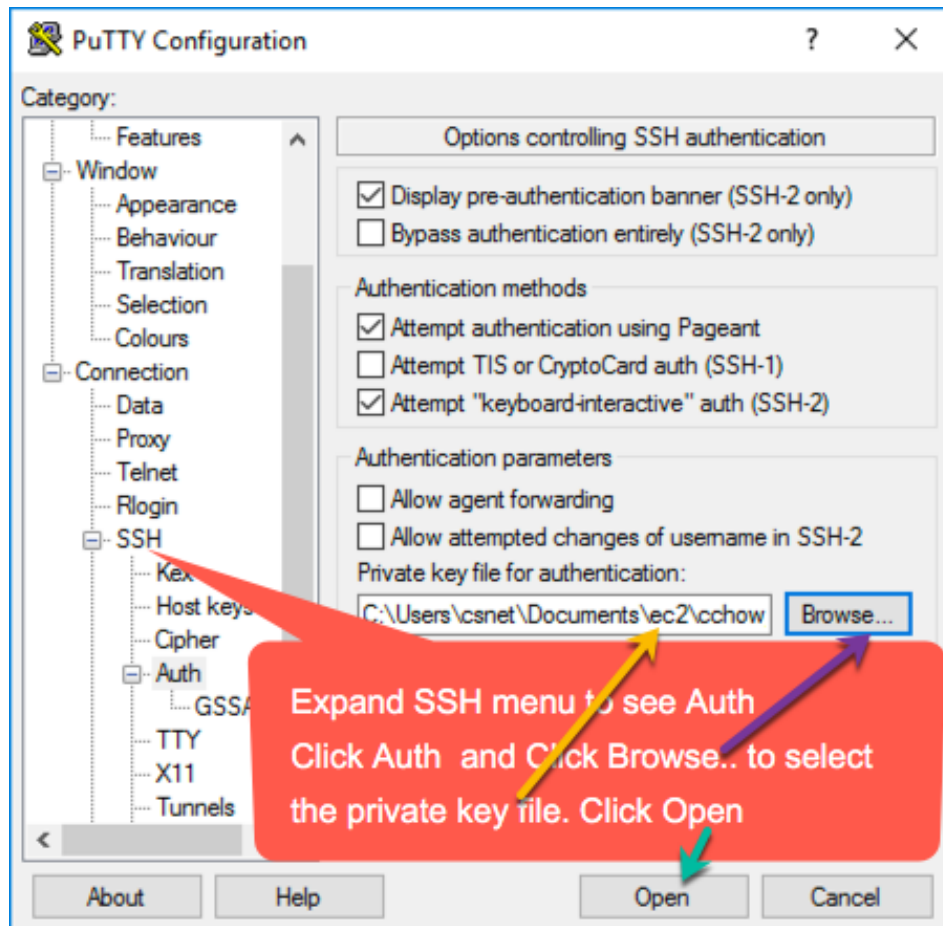 PuTTY Configuration
?
Category:
Features
Window
Appearance
Behaviour
Translation
Selection
Colours
Connection
Data
Proxy
Telnet
Rlogin
SSH
Kex
Host keys
Cipher
Auth
GSSA
TTY
X11
Tunnels
Options controlling SSH authentication
Display pre-authentication banner (SSH-2 only)
Bypass authentication entirely (SSH-2 only)
Authentication methods
Attempt authentication using Pageant
Attempt TIS or CryptoCard auth (SSH-1)
Attempt "keyboard-interactive" auth (SSH-2)
Authentication parameters
Allow agent forwarding
Allow attempted changes of username in SSH-2
Private key file for authentication:
C:\Users\csnet\Documents\ec2\cchow
Browse...
Expand SSH menu to see Auth
Click Auth and Click Browse.. to select
the private key file. Click Open
About
Help
Open
Cancel